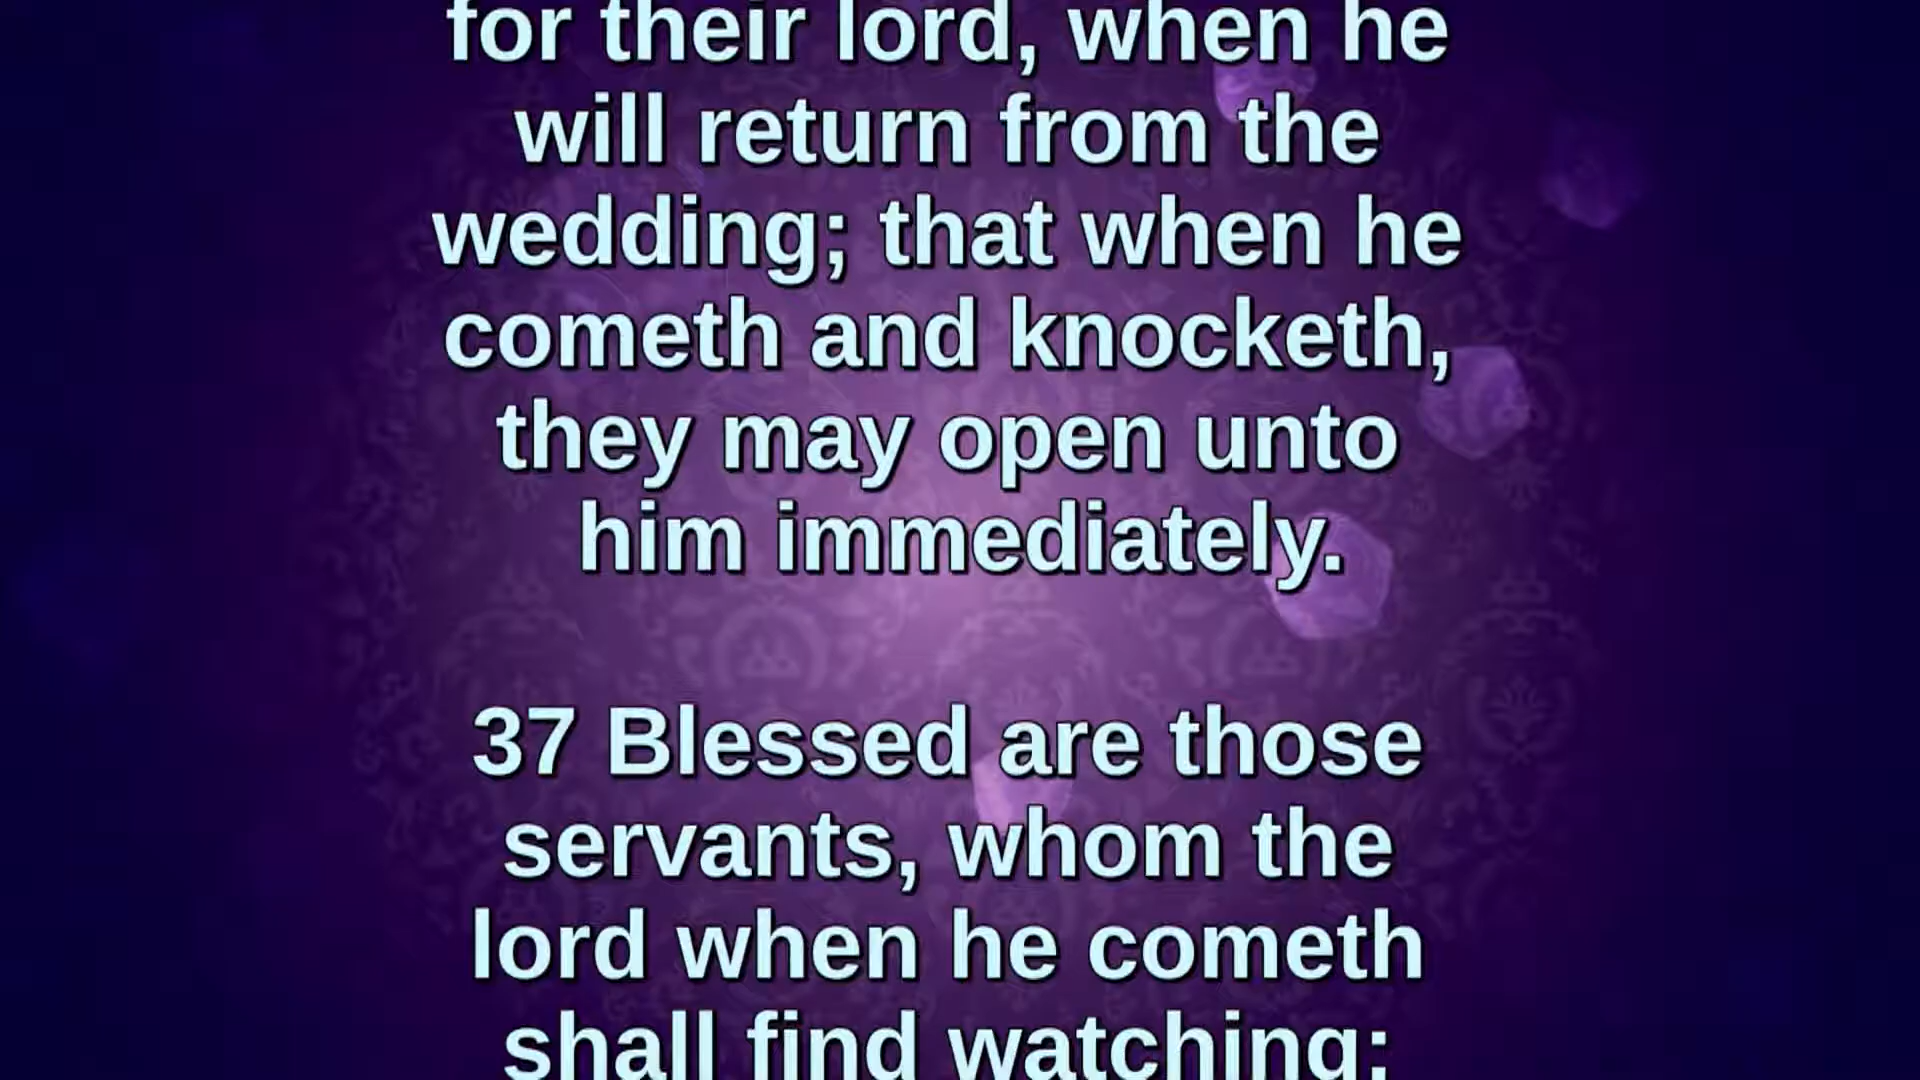 for their lord, when he
will return from the
wedding; that when he
cometh and knocketh,
they may open unto
him immediately.
37 Blessed are those
servants, whom the
lord when he cometh
shall find watching: